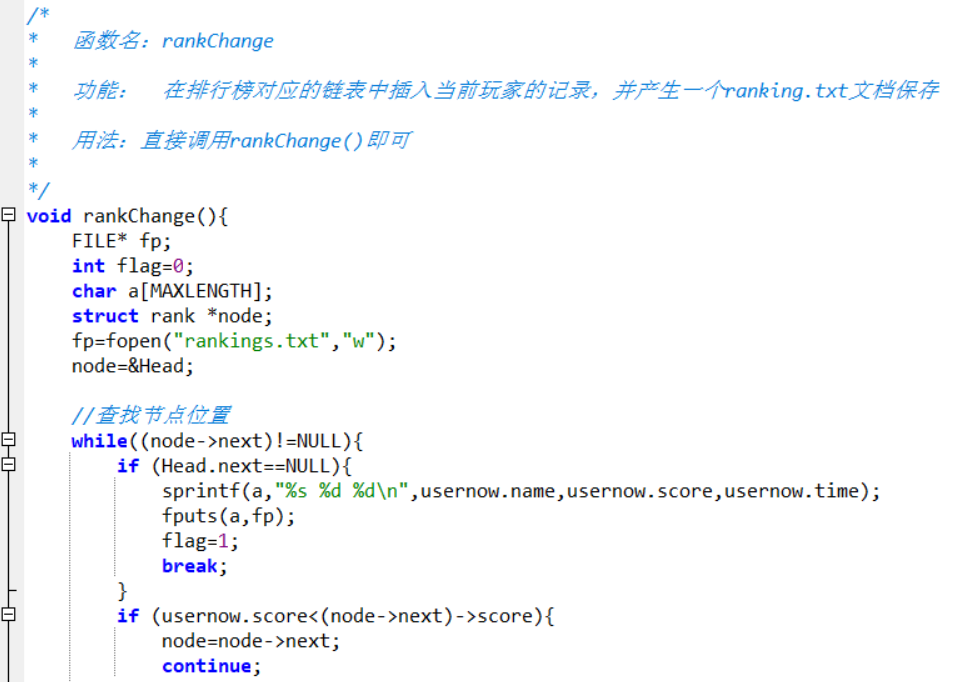 /*
*   函数名：rankChange
*
*   功能：  在排行榜对应的链表中插入当前玩家的记录，并产生一个ranking.txt文档保存
*
*   用法：直接调用rankChange()即可
*
*/
void rankChange(){
    FILE* fp;
    int flag=0;
    char a[MAXLENGTH];
    struct rank *node;
    fp=fopen("rankings.txt","w");
    node=&Head;
    //查找节点位置
    while((node->next)!=NULL){
        if (Head.next==NULL){
            sprintf(a,"%s %d %d\n",usernow.name,usernow.score,usernow.time);
            fputs(a,fp);
            flag=1;
            break;
        }
        if (usernow.score<(node->next)->score){
            node=node->next;
            continue;